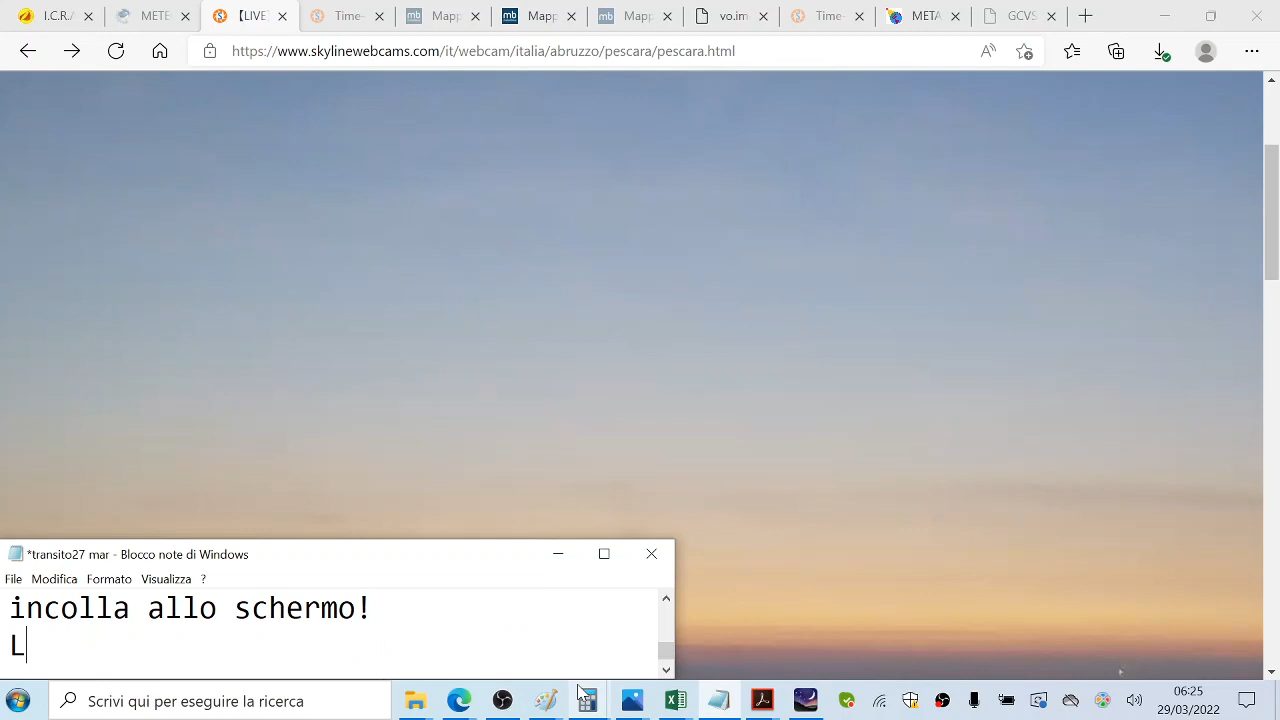 I.C.R.
METE
【LIVE
Time-
Mapp
Mapp
Mapp
vo.im
Time-
META
GCVS
https://www.skylinewebcams.com/it/webcam/italia/abruzzo/pescara/pescara.html
*transito27 mar - Blocco note di Windows
File Modifica Formato Visualizza ?
incolla allo schermo!
L
Scrivi qui per eseguire la ricerca
06:25
29/03/2022